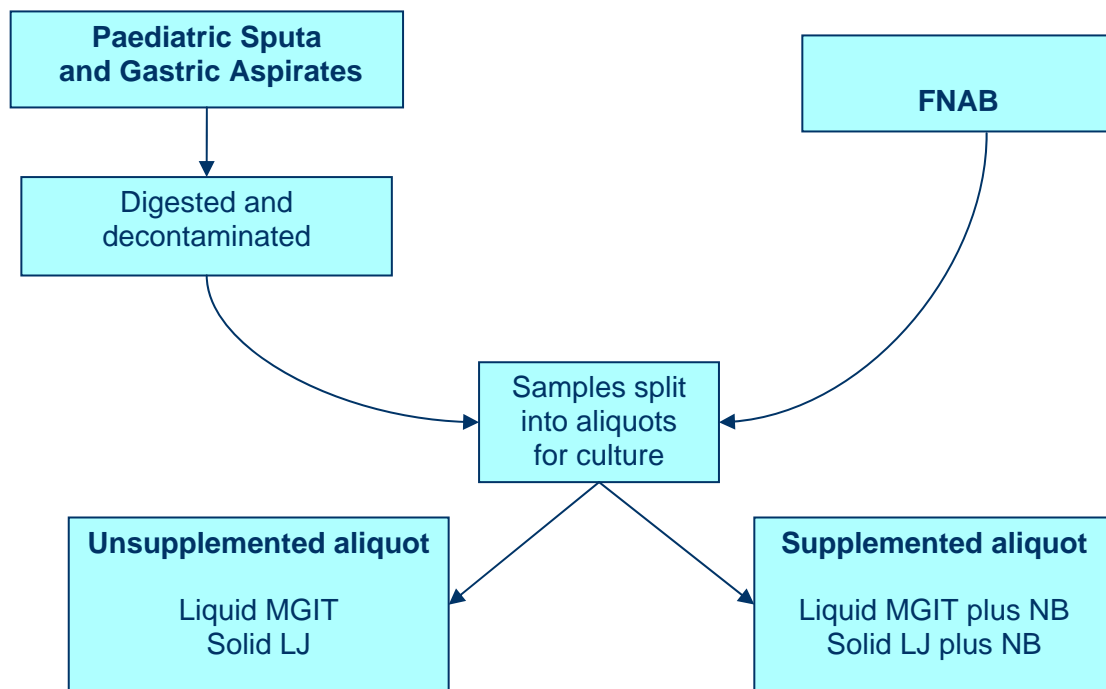 Paediatric Sputa
and Gastric Aspirates
FNAB
Digested and
decontaminated
Samples split
into aliquots
for culture
Unsupplemented aliquot
Liquid MGIT
Solid LJ
Supplemented aliquot
Liquid MGIT plus NB
Solid LJ plus NB